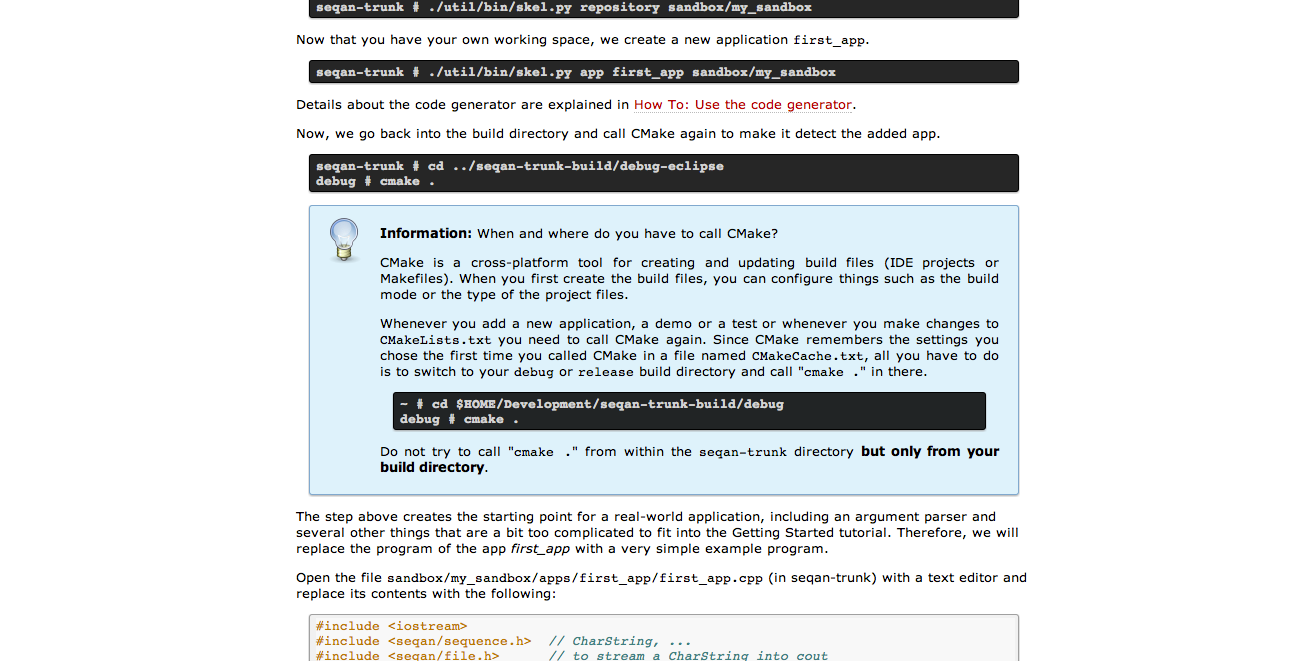 seqan-trunk # ./util/bin/skel.py repository sandbox/my_sandbox
Now that you have your own working space, we create a new application first_app.
seqan-trunk # ./util/bin/skel.py app first_app sandbox/my_sandbox
Details about the code generator are explained in How To: Use the code generator.
Now, we go back into the build directory and call CMake again to make it detect the added app.
seqan-trunk # cd ../seqan-trunk-build/debug-eclipse
debug # cmake .
Information: When and where do you have to call CMake?
CMake is a cross-platform tool for creating and updating build files (IDE projects or
Makefiles). When you first create the build files, you can configure things such as the build
mode or the type of the project files.
Whenever you add a new application, a demo or a test or whenever you make changes to
CMakeLists.txt you need to call CMake again. Since CMake remembers the settings you
chose the first time you called CMake in a file named CMakeCache.txt, all you have to do
is to switch to your debug or release build directory and call "cmake ." in there.
~ # cd $HOME/Development/seqan-trunk-build/debug
debug # cmake .
Do not try to call "cmake ." from within the seqan-trunk directory but only from your
build directory.
The step above creates the starting point for a real-world application, including an argument parser and
several other things that are a bit too complicated to fit into the Getting Started tutorial. Therefore, we will
replace the program of the app first_app with a very simple example program.
Open the file sandbox/my_sandbox/apps/first_app/first_app.cpp (in seqan-trunk) with a text editor and
replace its contents with the following:
#include <iostream>
#include <seqan/sequence.h>  // CharString, ...
#include <seqan/file.h>      // to stream a CharString into cout